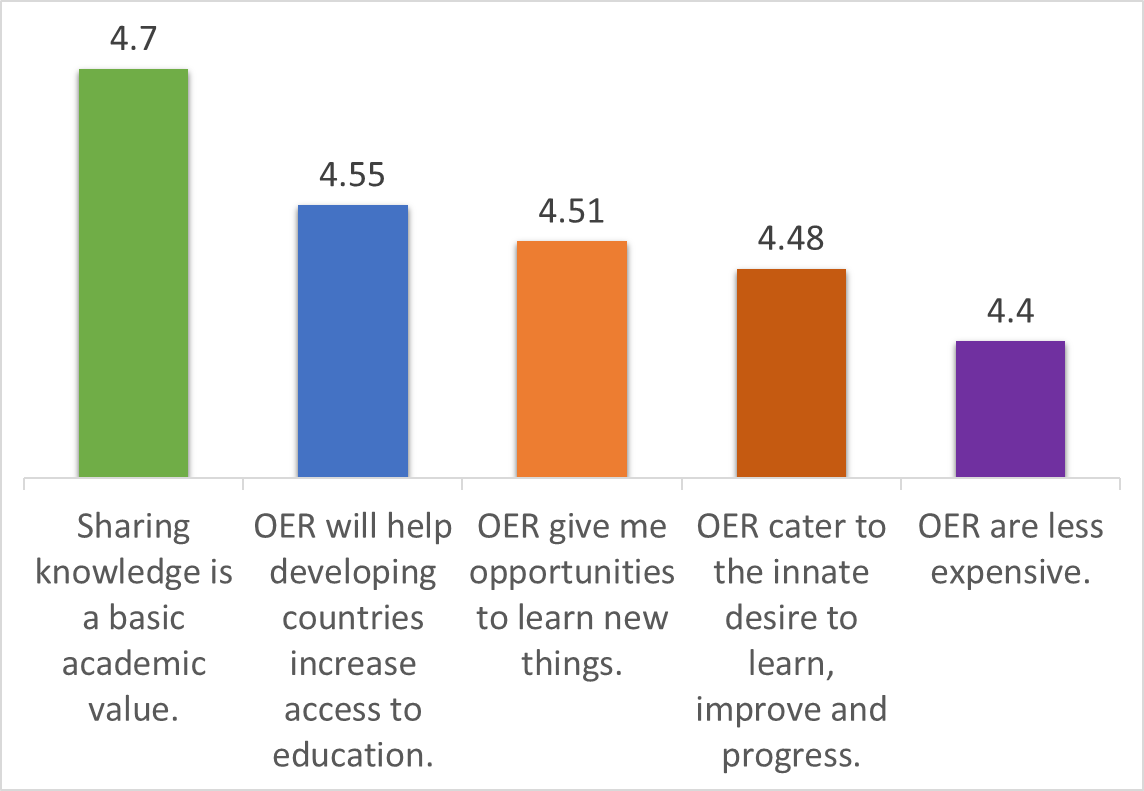 4.7
4.55
4.51
4.48
4.4
Sharing
knowledge is
a basic
academic
value.
OER will help
developing
countries
increase
access to
education.
OER give me
opportunities
to learn new
things.
OER cater to
the innate
desire to
learn,
improve and
progress.
OER are less
expensive.